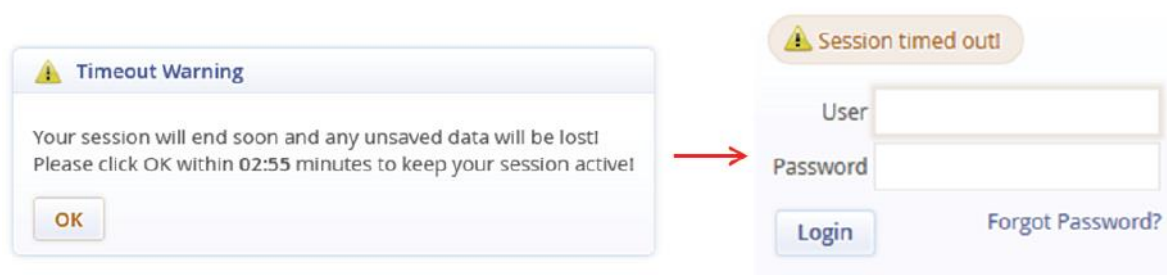 Timeout Warning
Your session will end soon and any unsaved data will be lost!
Please click OK within 02:55 minutes to keep your session active!
OK
Session timed out!
User
Password
Login
Forgot Password?